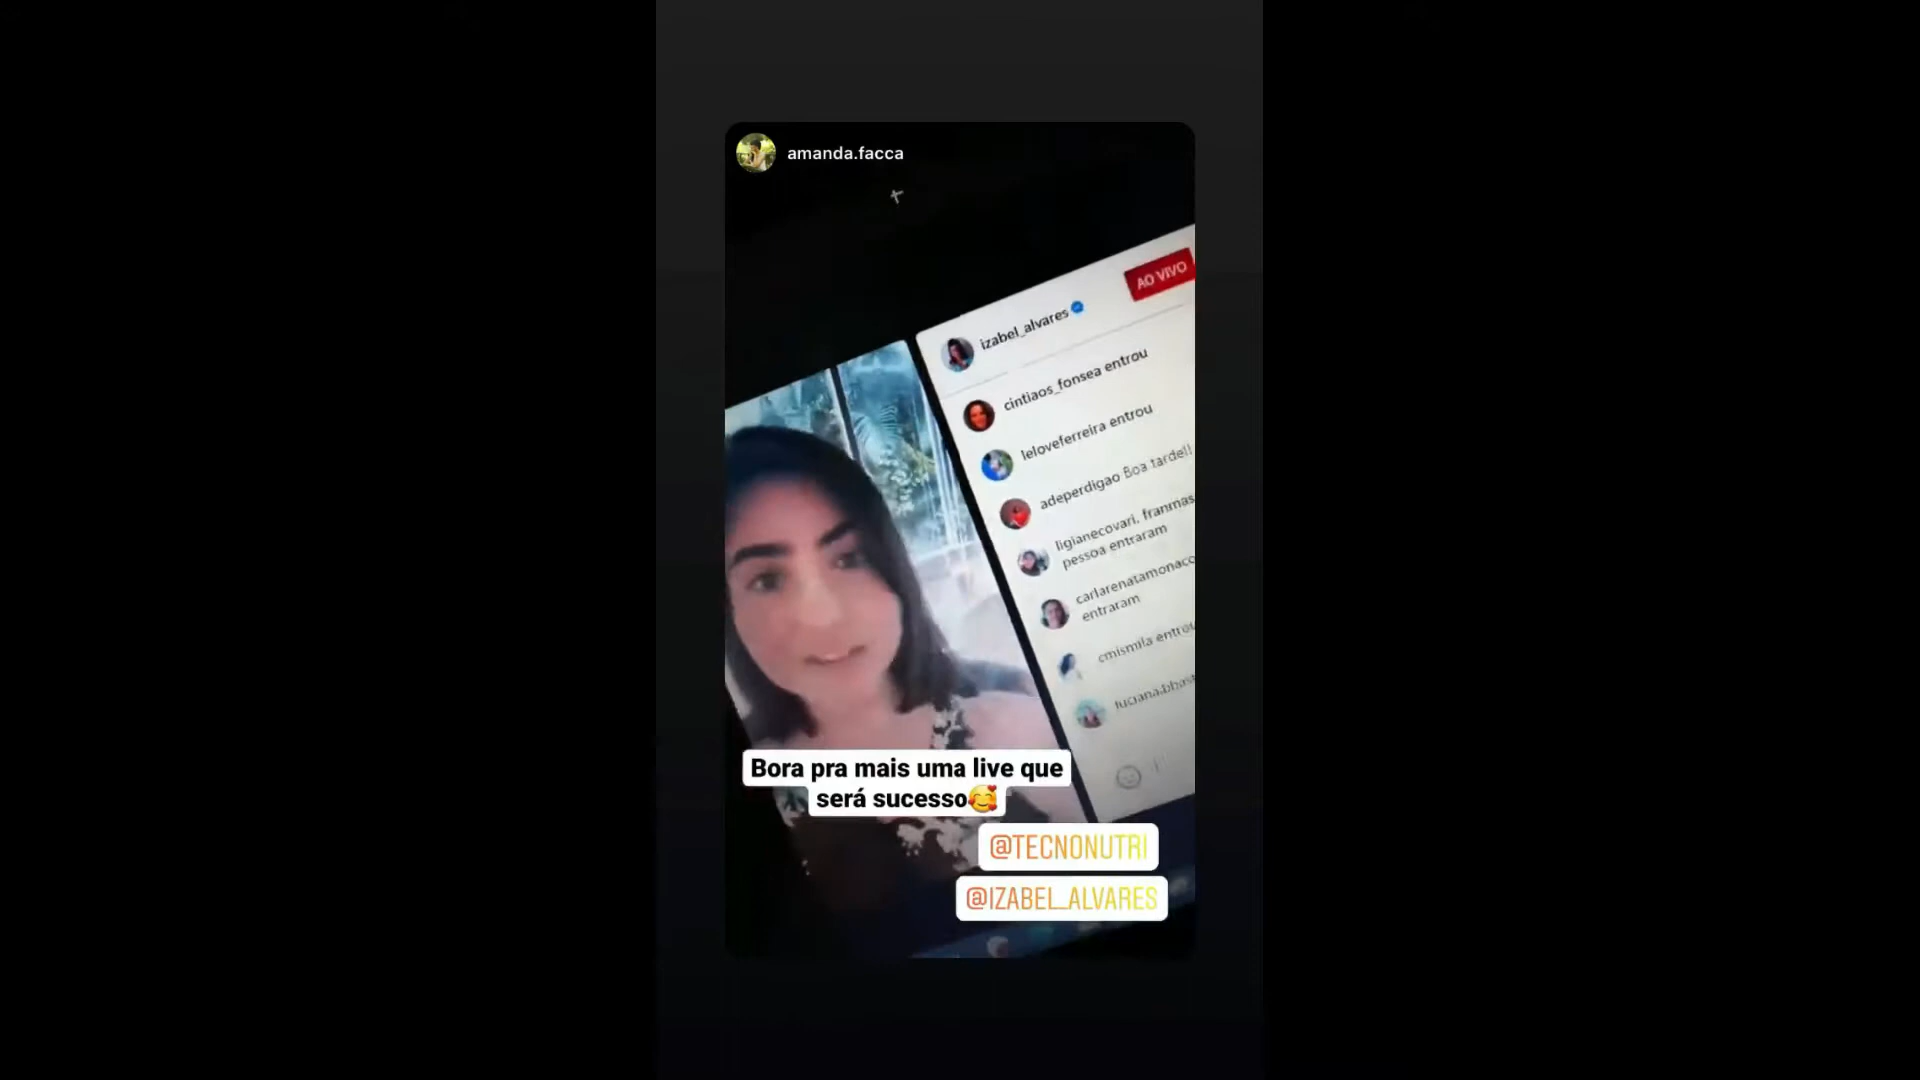 amanda.facca
AO VIVO
izabel_alvares
cintiaos_fonsea entrou
leloveferreira entrou
adeperdigao Boa tarde!!
ligianecovari, franmas
pessoa entraram
carlarenatamonaco
entraram
cmismila entrou
Bora pra mais uma live que
será sucesso🥰
@TECNONUTRI
@IZABEL_ALVARES